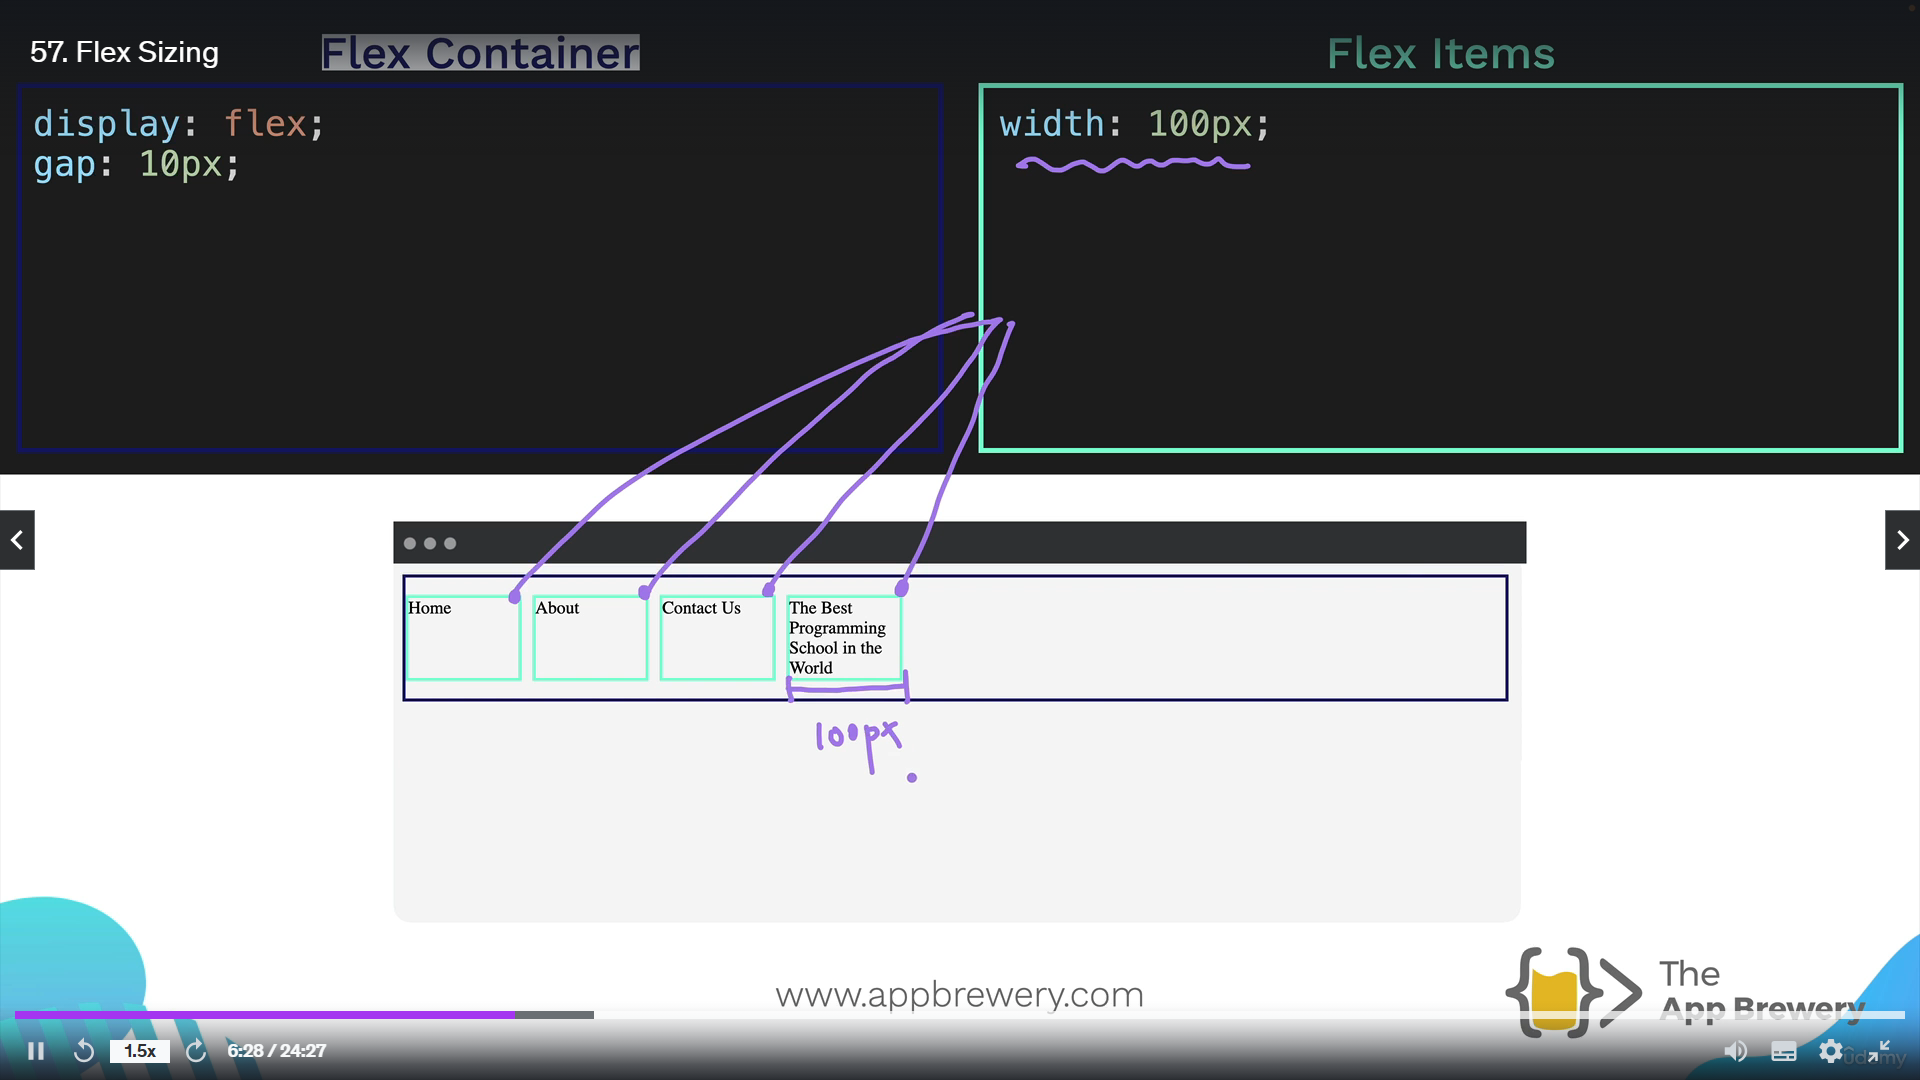 57. Flex Sizing
Flex Container
Flex Items
display: flex;
gap: 10px;
width: 100px;
Home
About
Contact Us
The Best
Programming
School in the
World
100px
www.appbrewery.com
The
App Brewery
1.5x
6:28 / 24:27
ûdemy